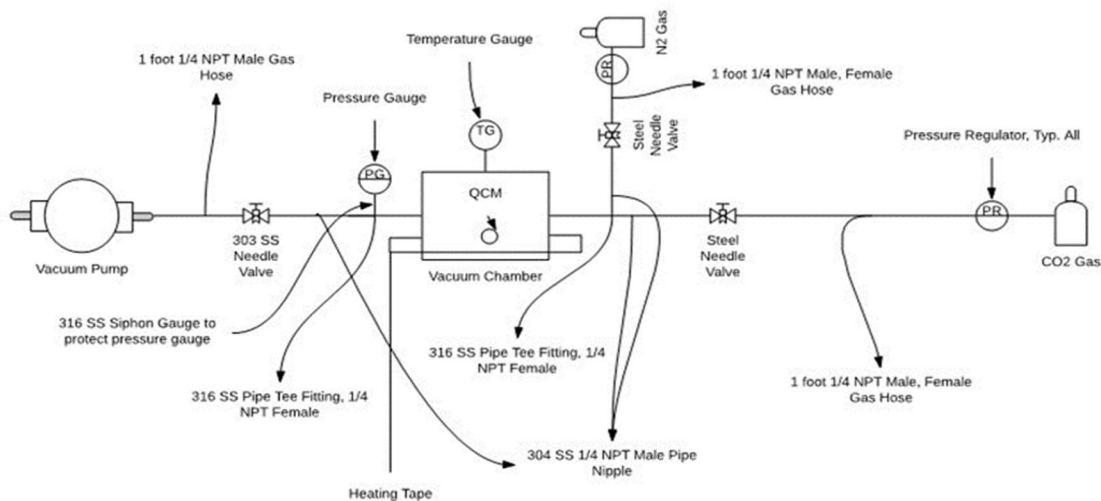 N2 Gas
Temperature Gauge
1 foot 1/4 NPT Male Gas
Hose
PR
1 foot 1/4 NPT Male, Female
Gas Hose
Pressure Gauge
TG
Steel
Needle
Valve
Pressure Regulator, Typ. All
PG
QCM
PR
303 SS
Needle
Valve
Steel
Needle
Valve
Vacuum Pump
Vacuum Chamber
CO2 Gas
316 SS Siphon Gauge to
protect pressure gauge
316 SS Pipe Tee Fitting, 1/4
NPT Female
316 SS Pipe Tee Fitting, 1/4
NPT Female
1 foot 1/4 NPT Male, Female
Gas Hose
304 SS 1/4 NPT Male Pipe
Nipple
Heating Tape